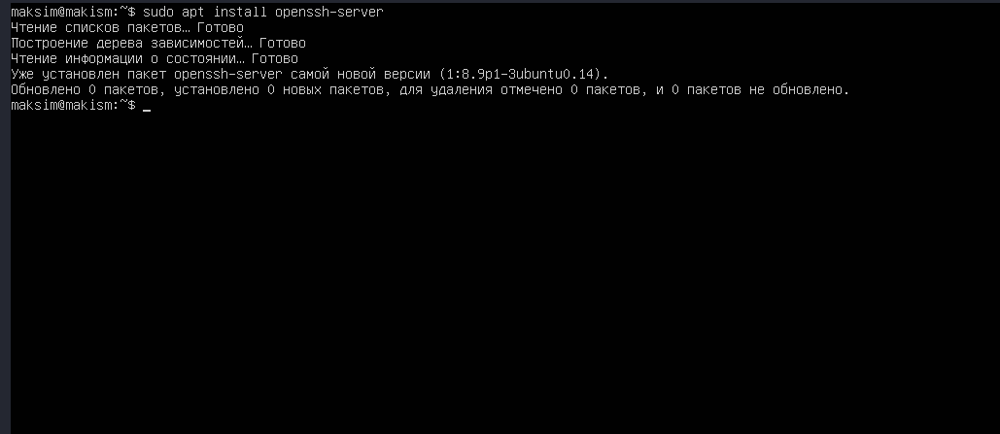 maksim@makism:~$ sudo apt install openssh-server
Чтение списков пакетов… Готово
Построение дерева зависимостей… Готово
Чтение информации о состоянии… Готово
Уже установлен пакет openssh-server самой новой версии (1:8.9p1-3ubuntu0.14).
Обновлено 0 пакетов, установлено 0 новых пакетов, для удаления отмечено 0 пакетов, и 0 пакетов не обновлено.
maksim@makism:~$ _